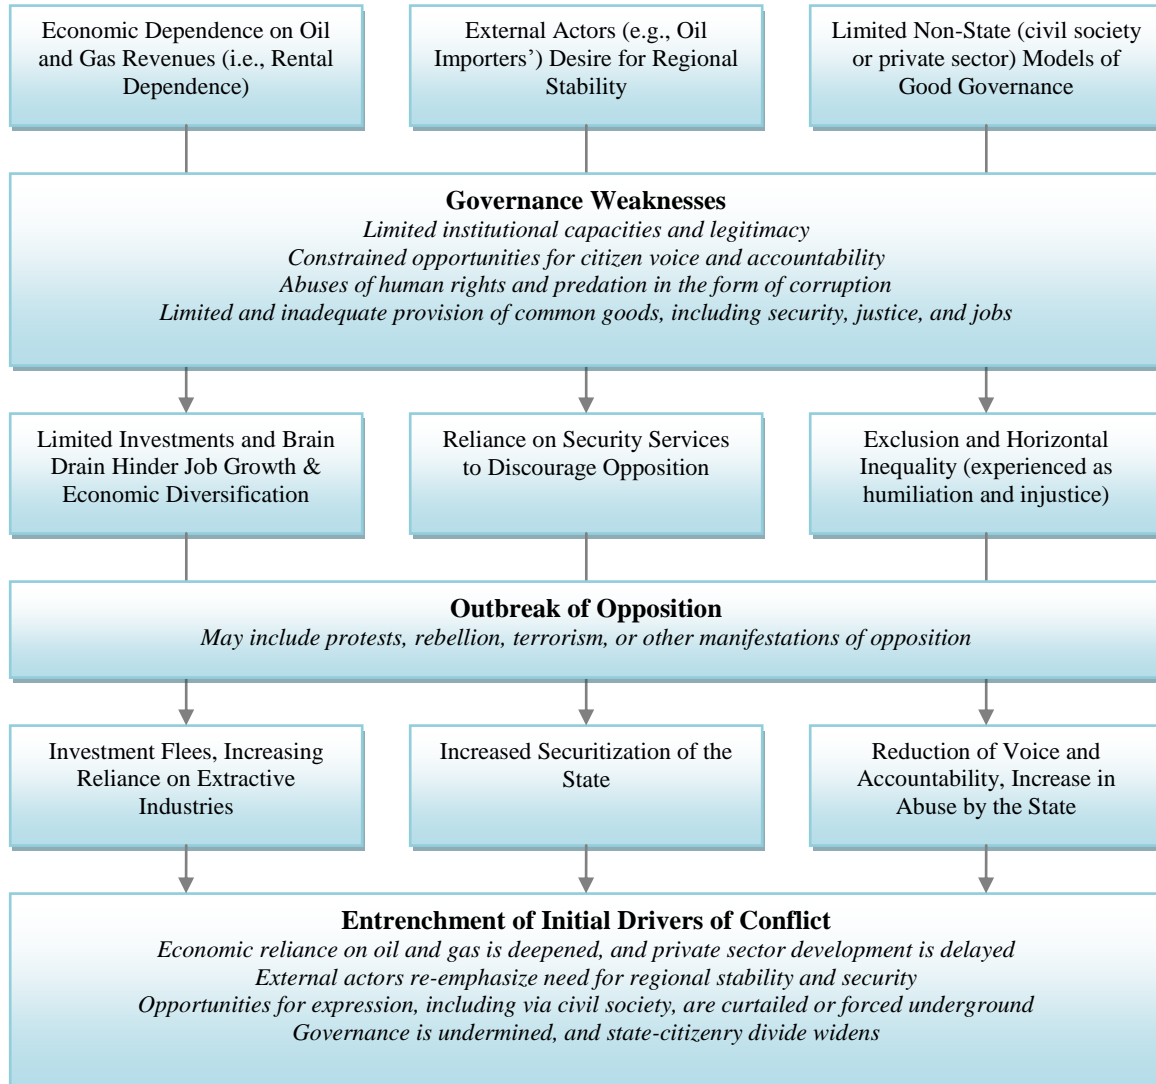 Economic Dependence on Oil
and Gas Revenues (i.e., Rental
Dependence)
External Actors (e.g., Oil
Importers’) Desire for Regional
Stability
Limited Non-State (civil society
or private sector) Models of
Good Governance
Governance Weaknesses
Limited institutional capacities and legitimacy
Constrained opportunities for citizen voice and accountability
Abuses of human rights and predation in the form of corruption
Limited and inadequate provision of common goods, including security, justice, and jobs
Limited Investments and Brain
Drain Hinder Job Growth &
Economic Diversification
Reliance on Security Services
to Discourage Opposition
Exclusion and Horizontal
Inequality (experienced as
humiliation and injustice)
Outbreak of Opposition
May include protests, rebellion, terrorism, or other manifestations of opposition
Investment Flees, Increasing
Reliance on Extractive
Industries
Increased Securitization of the
State
Reduction of Voice and
Accountability, Increase in
Abuse by the State
Entrenchment of Initial Drivers of Conflict
Economic reliance on oil and gas is deepened, and private sector development is delayed
External actors re-emphasize need for regional stability and security
Opportunities for expression, including via civil society, are curtailed or forced underground
Governance is undermined, and state-citizenry divide widens